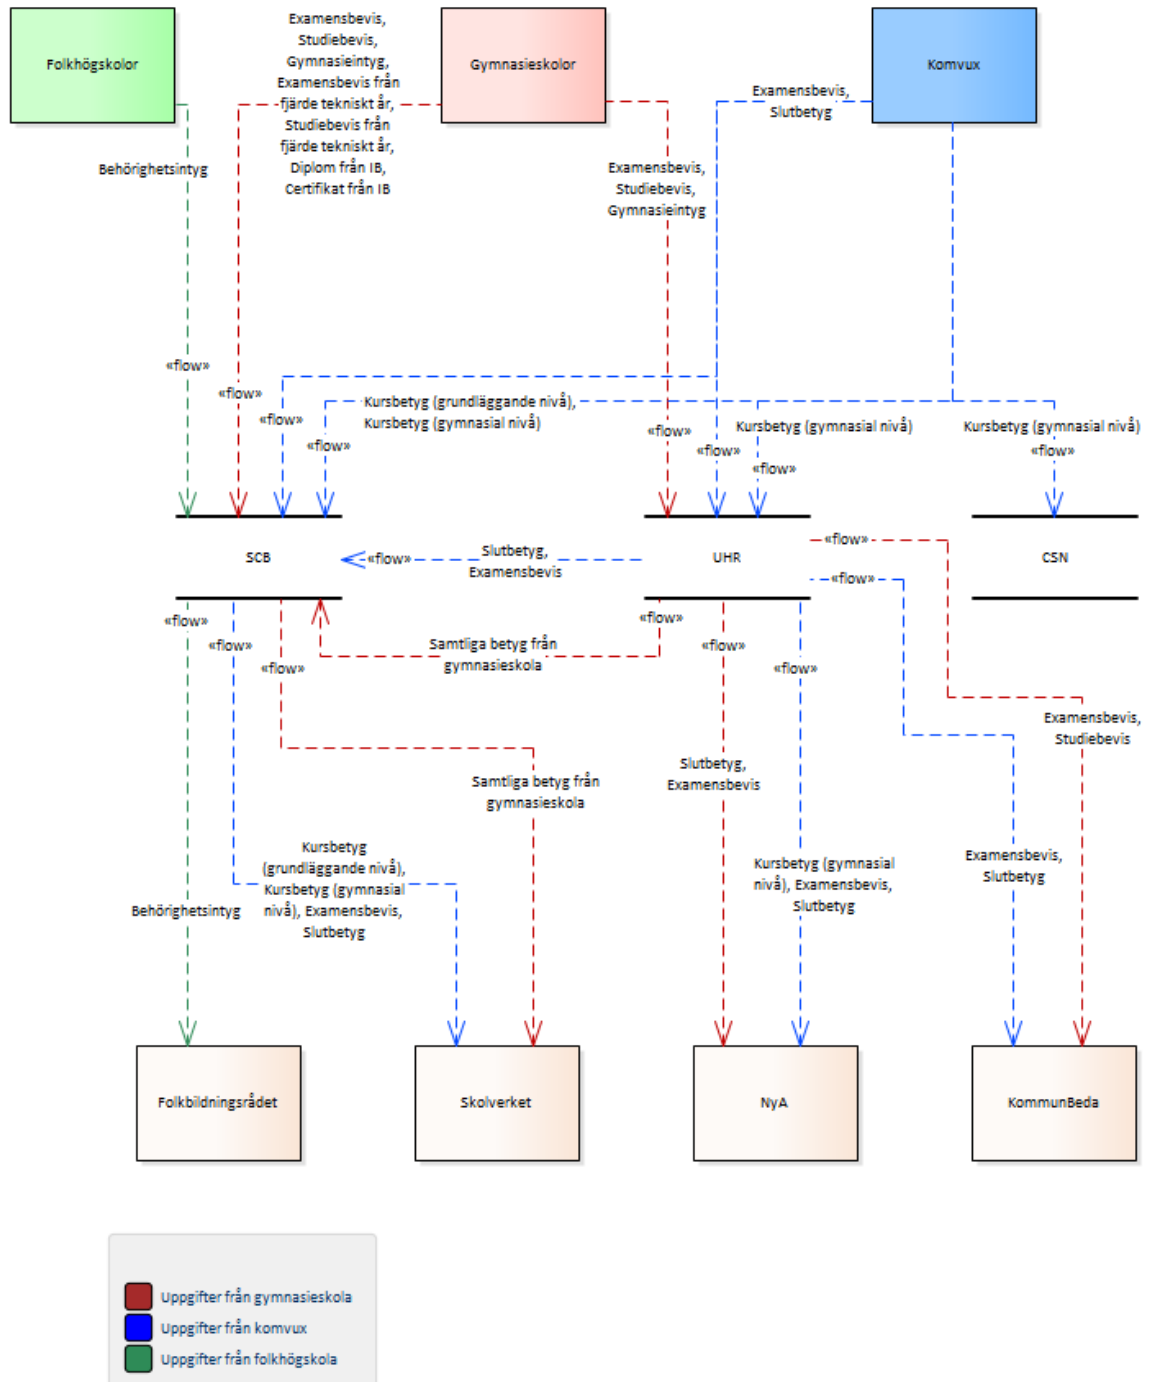 Folkhögskolor
Examensbevis,
Studiebevis,
Gymnasieintyg,
Examensbevis från
fjärde tekniskt år,
Studiebevis från
fjärde tekniskt år,
Diplom från IB,
Certifikat från IB
Gymnasieskolor
Komvux
Examensbevis,
Slutbetyg
Behörighetsintyg
Examensbevis,
Studiebevis,
Gymnasieintyg
«flow»
«flow»
«flow»
«flow»
Kursbetyg (grundläggande nivå),
Kursbetyg (gymnasial nivå)
«flow»
«flow»
«flow»
Kursbetyg (gymnasial nivå)
Kursbetyg (gymnasial nivå)
«flow»
SCB
«flow»
Slutbetyg,
Examensbevis
UHR
«flow»
«flow»
CSN
«flow»
«flow»
«flow»
Samtliga betyg från
gymnasieskola
«flow»
«flow»
«flow»
Examensbevis,
Studiebevis
Samtliga betyg från
gymnasieskola
Slutbetyg,
Examensbevis
Kursbetyg
(grundläggande nivå),
Kursbetyg (gymnasial
nivå), Examensbevis,
Slutbetyg
Kursbetyg (gymnasial
nivå), Examensbevis,
Slutbetyg
Examensbevis,
Slutbetyg
Behörighetsintyg
Folkbildningsrådet
Skolverket
NyA
KommunBeda
Uppgifter från gymnasieskola
Uppgifter från komvux
Uppgifter från folkhögskola